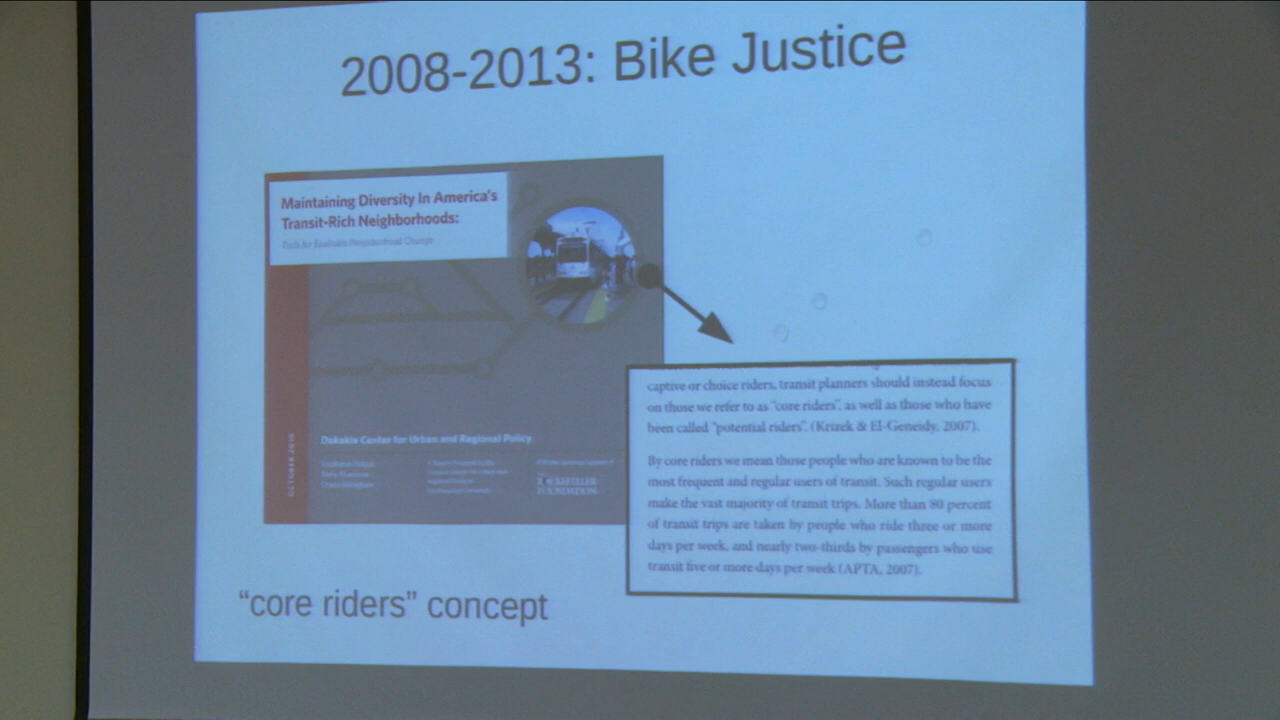 2008-2013: Bike Justice
Maintaining Diversity In America's
Transit-Rich Neighborhoods:
Tools for Equitable Neighborhood Change
Dukakis Center for Urban and Regional Policy
FOUNDATION
captive or choice riders, transit planners should instead focus
on those we refer to as "core riders", as well as those who have
been called "potential riders". (Krizek & El-Geneidy, 2007).
By core riders we mean those people who are known to be the
most frequent and regular users of transit. Such regular users
make the vast majority of transit trips. More than 80 percent
of transit trips are taken by people who ride three or more
days per week, and nearly two-thirds by passengers who use
transit five or more days per week (APTA, 2007).
“core riders” concept